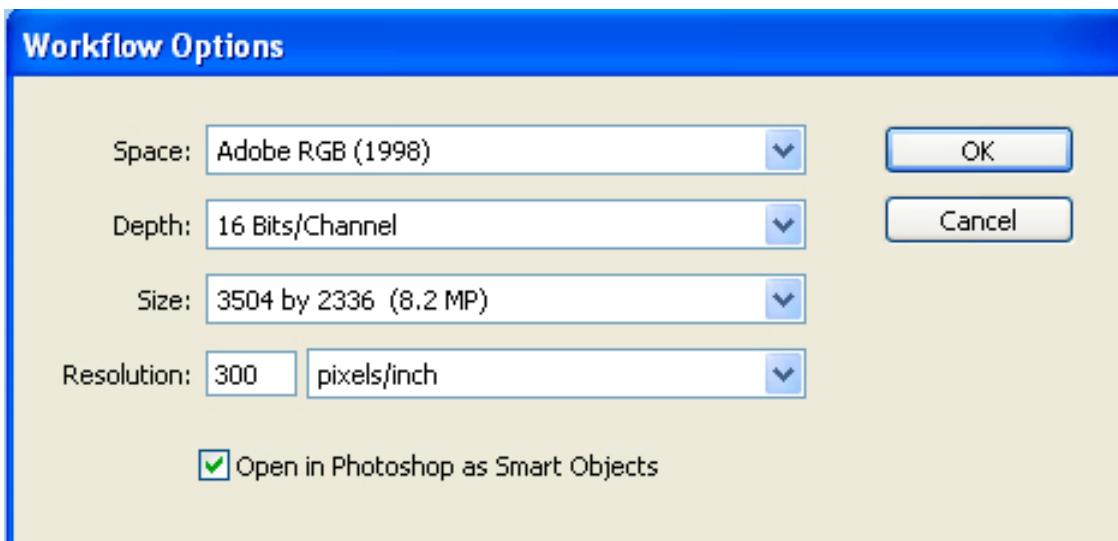 Workflow Options
Space: Adobe RGB (1998)
OK
Depth: 16 Bits/Channel
Cancel
Size: 3504 by 2336 (8.2 MP)
Resolution: 300 pixels/inch
Open in Photoshop as Smart Objects